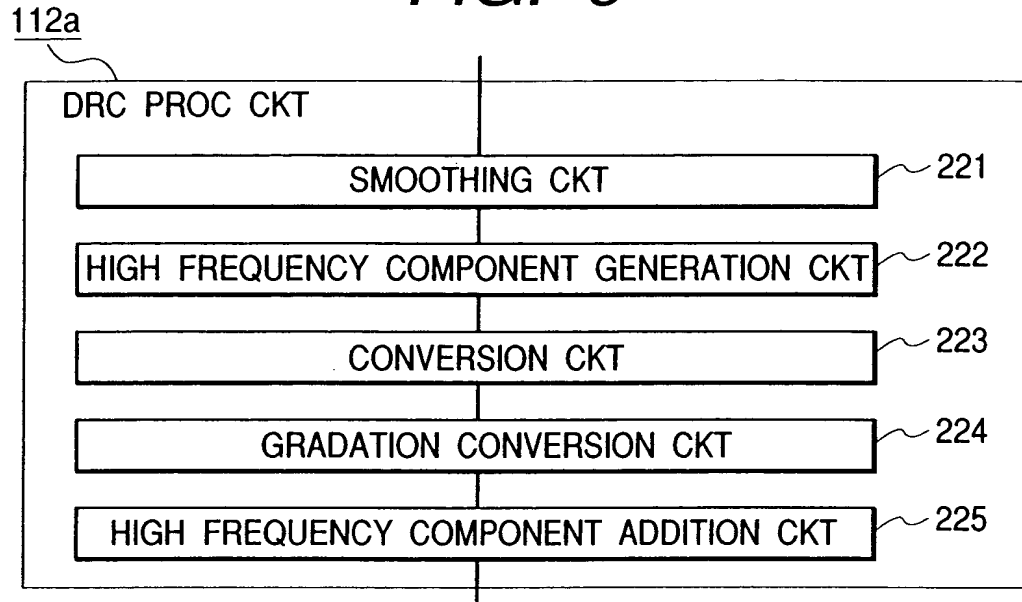 112a
DRC PROC CKT
SMOOTHING CKT 221
HIGH FREQUENCY COMPONENT GENERATION CKT 222
CONVERSION CKT 223
GRADATION CONVERSION CKT 224
HIGH FREQUENCY COMPONENT ADDITION CKT 225